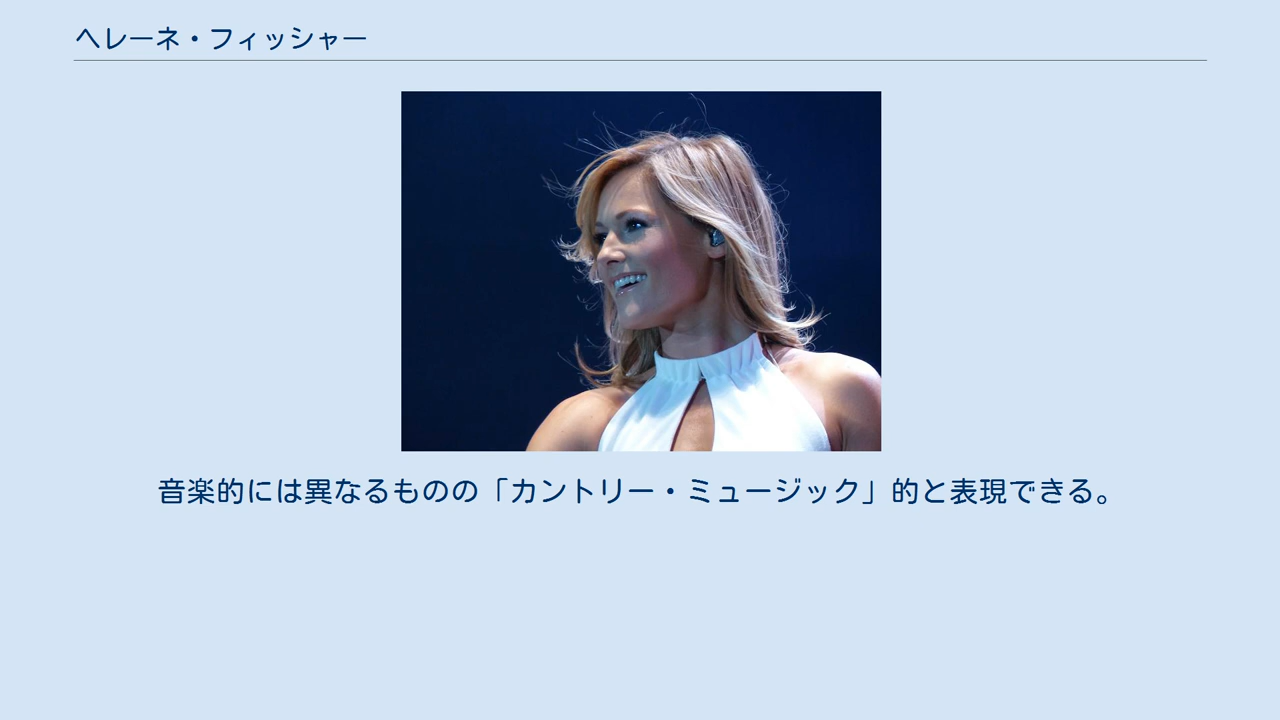 ヘレーネ・フィッシャー
音楽的には異なるものの「カントリー・ミュージック」的と表現できる。